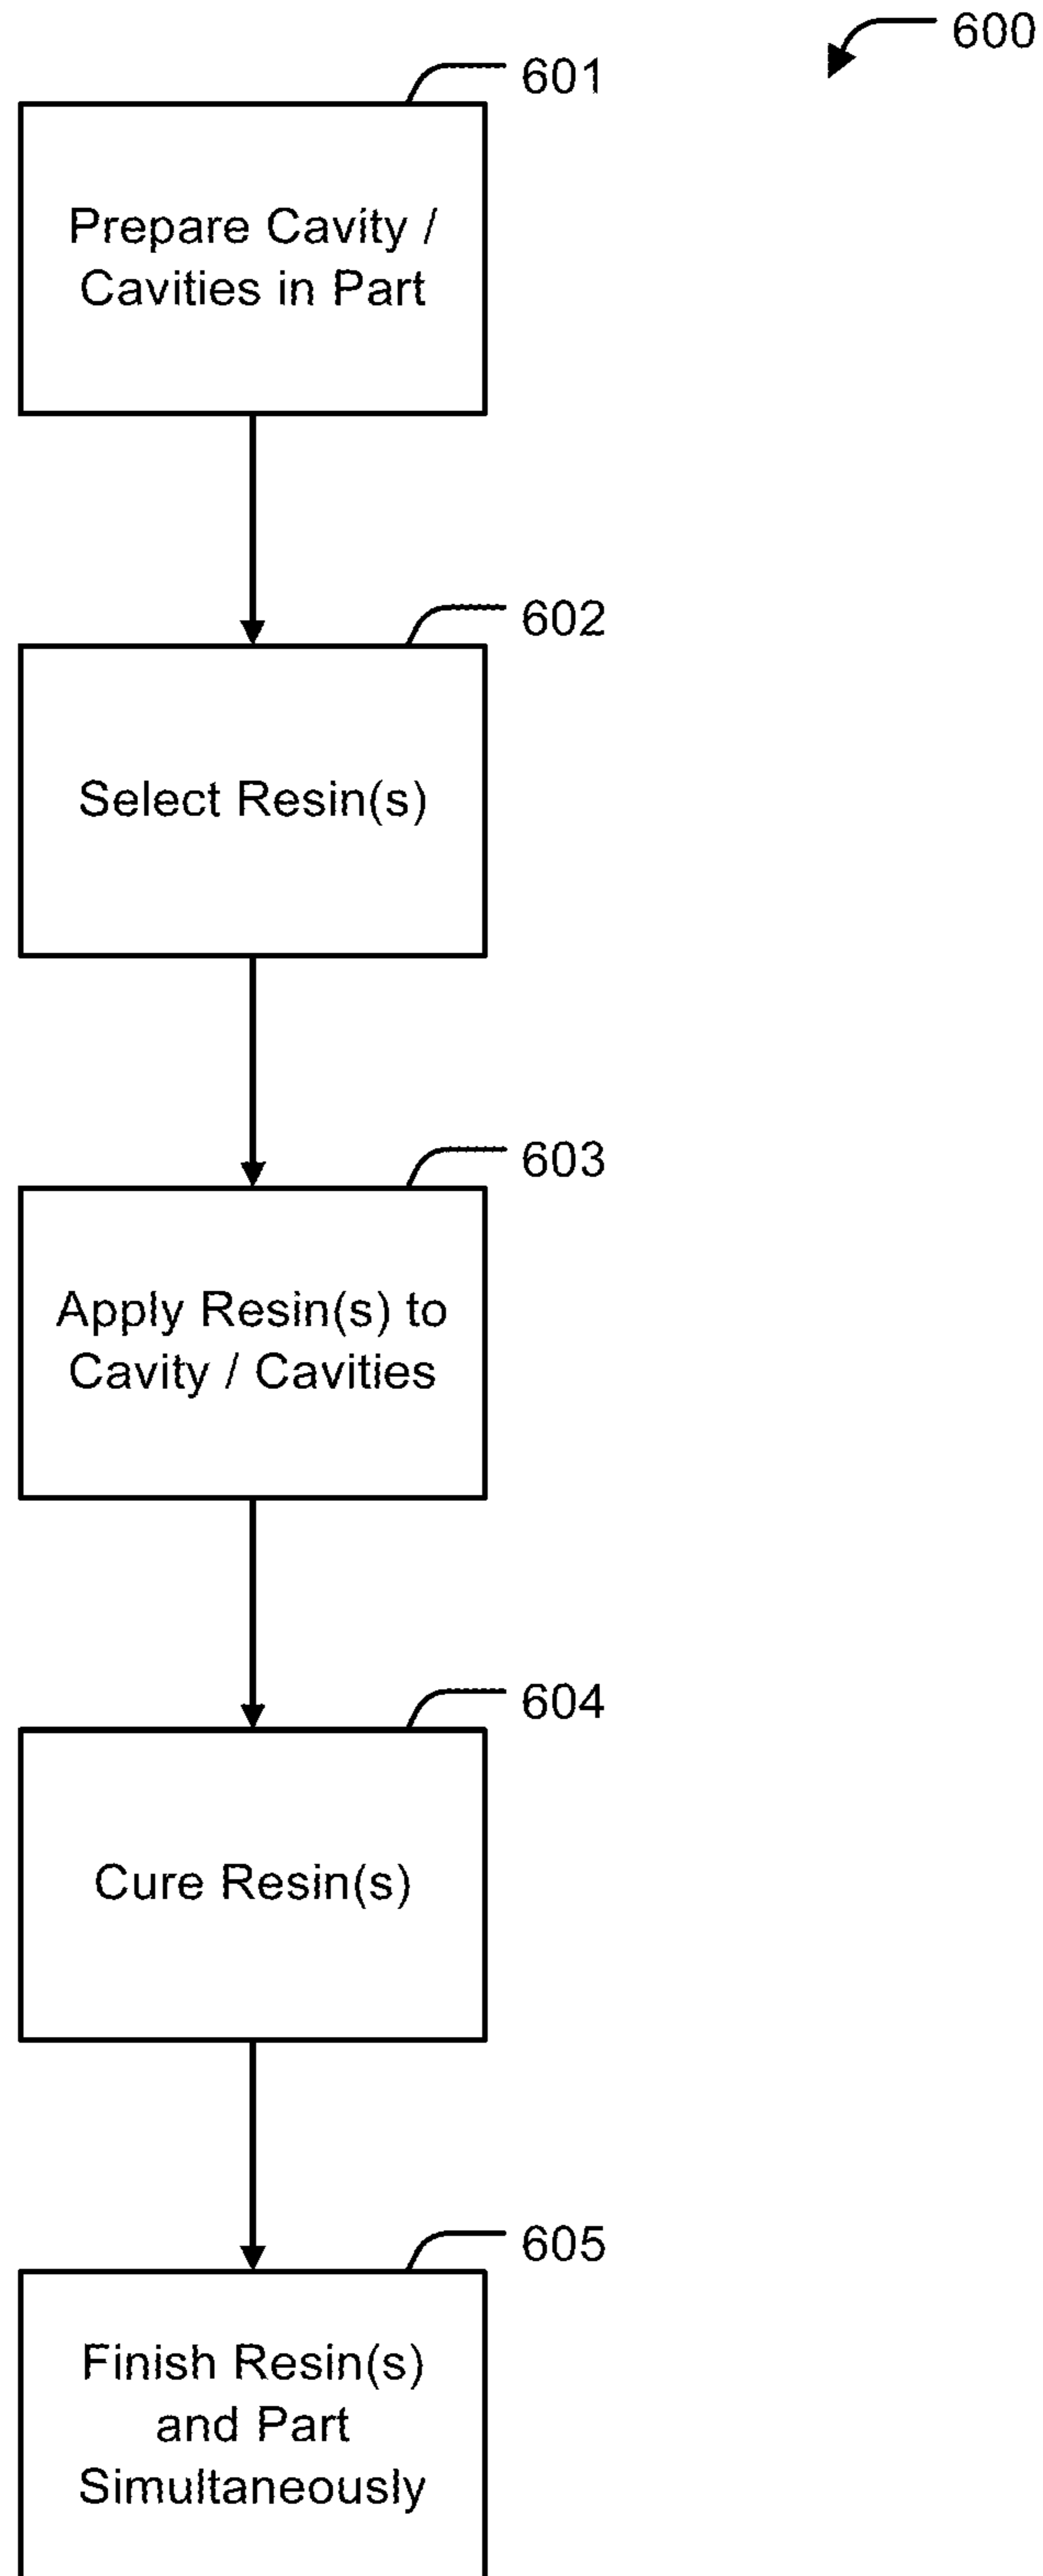 600
601
Prepare Cavity /
Cavities in Part
602
Select Resin(s)
603
Apply Resin(s) to
Cavity / Cavities
604
Cure Resin(s)
605
Finish Resin(s)
and Part
Simultaneously